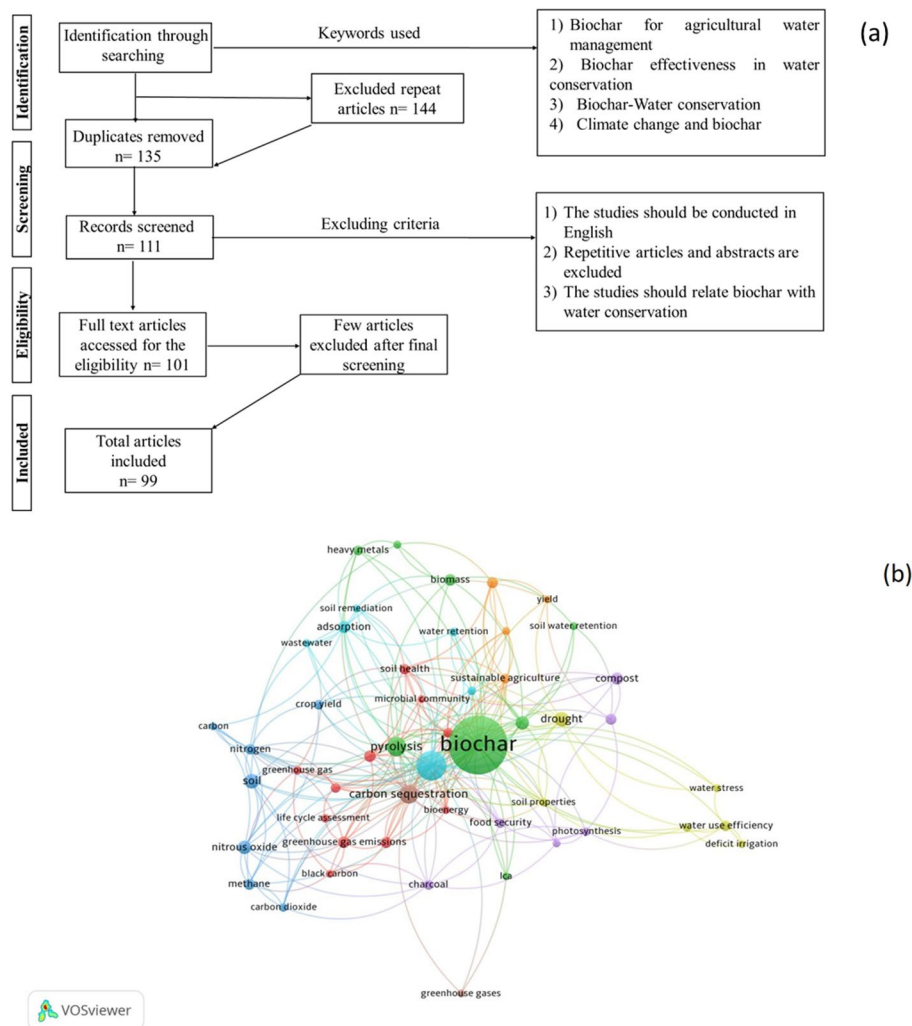 Identification
Identification through
searching
Keywords used
1) Biochar for agricultural water
management
2) Biochar effectiveness in water
conservation
3) Biochar-Water conservation
4) Climate change and biochar
(a)
Excluded repeat
articles n= 144
Duplicates removed
n= 135
Screening
Records screened
n= 111
Excluding criteria
1) The studies should be conducted in
English
2) Repetitive articles and abstracts are
excluded
3) The studies should relate biochar with
water conservation
Eligibility
Full text articles
accessed for the
eligibility n= 101
Few articles
excluded after final
screening
Included
Total articles
included
n= 99
(b)
heavy metals
biomass
yield
soil remediation
adsorption
water retention
soil water retention
wastewater
soil health
sustainable agriculture
compost
microbial community
crop yield
carbon
drought
nitrogen
pyrolysis
biochar
greenhouse gas
soil
carbon sequestration
water stress
soil properties
bioenergy
life cycle assessment
food security
photosynthesis
water use efficiency
deficit irrigation
nitrous oxide
greenhouse gas emissions
black carbon
lca
methane
charcoal
carbon dioxide
greenhouse gases
VOSviewer